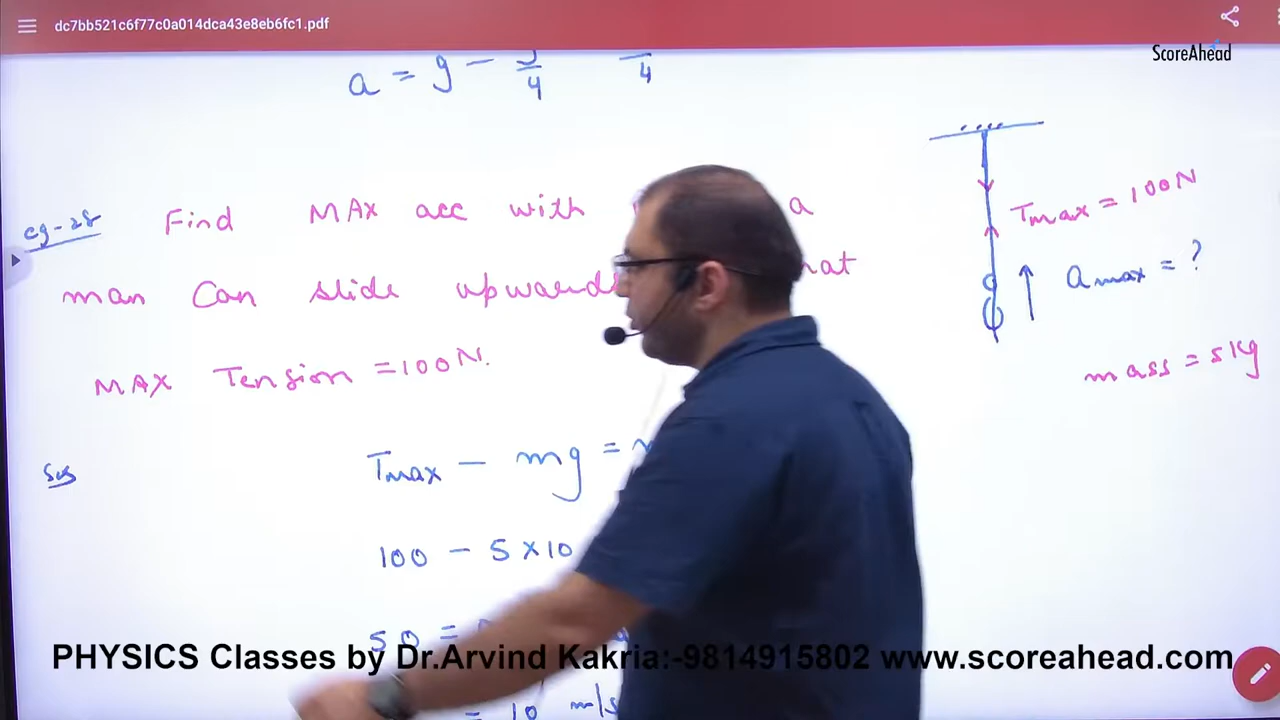 dc7bb521c6f77c0a014dca43e8eb6fc1.pdf
ScoreAhead
a = g -
4
4
eg-28 Find MAX acc with a
man can slide upwards hat
MAX Tension = 100N.
Tmax = 100N
amax = ?
mass = 5kg
Sol
Tmax - mg =
100 - 5 × 10
50 =
= 10 m/s
PHYSICS Classes by Dr.Arvind Kakria:-9814915802 www.scoreahead.com